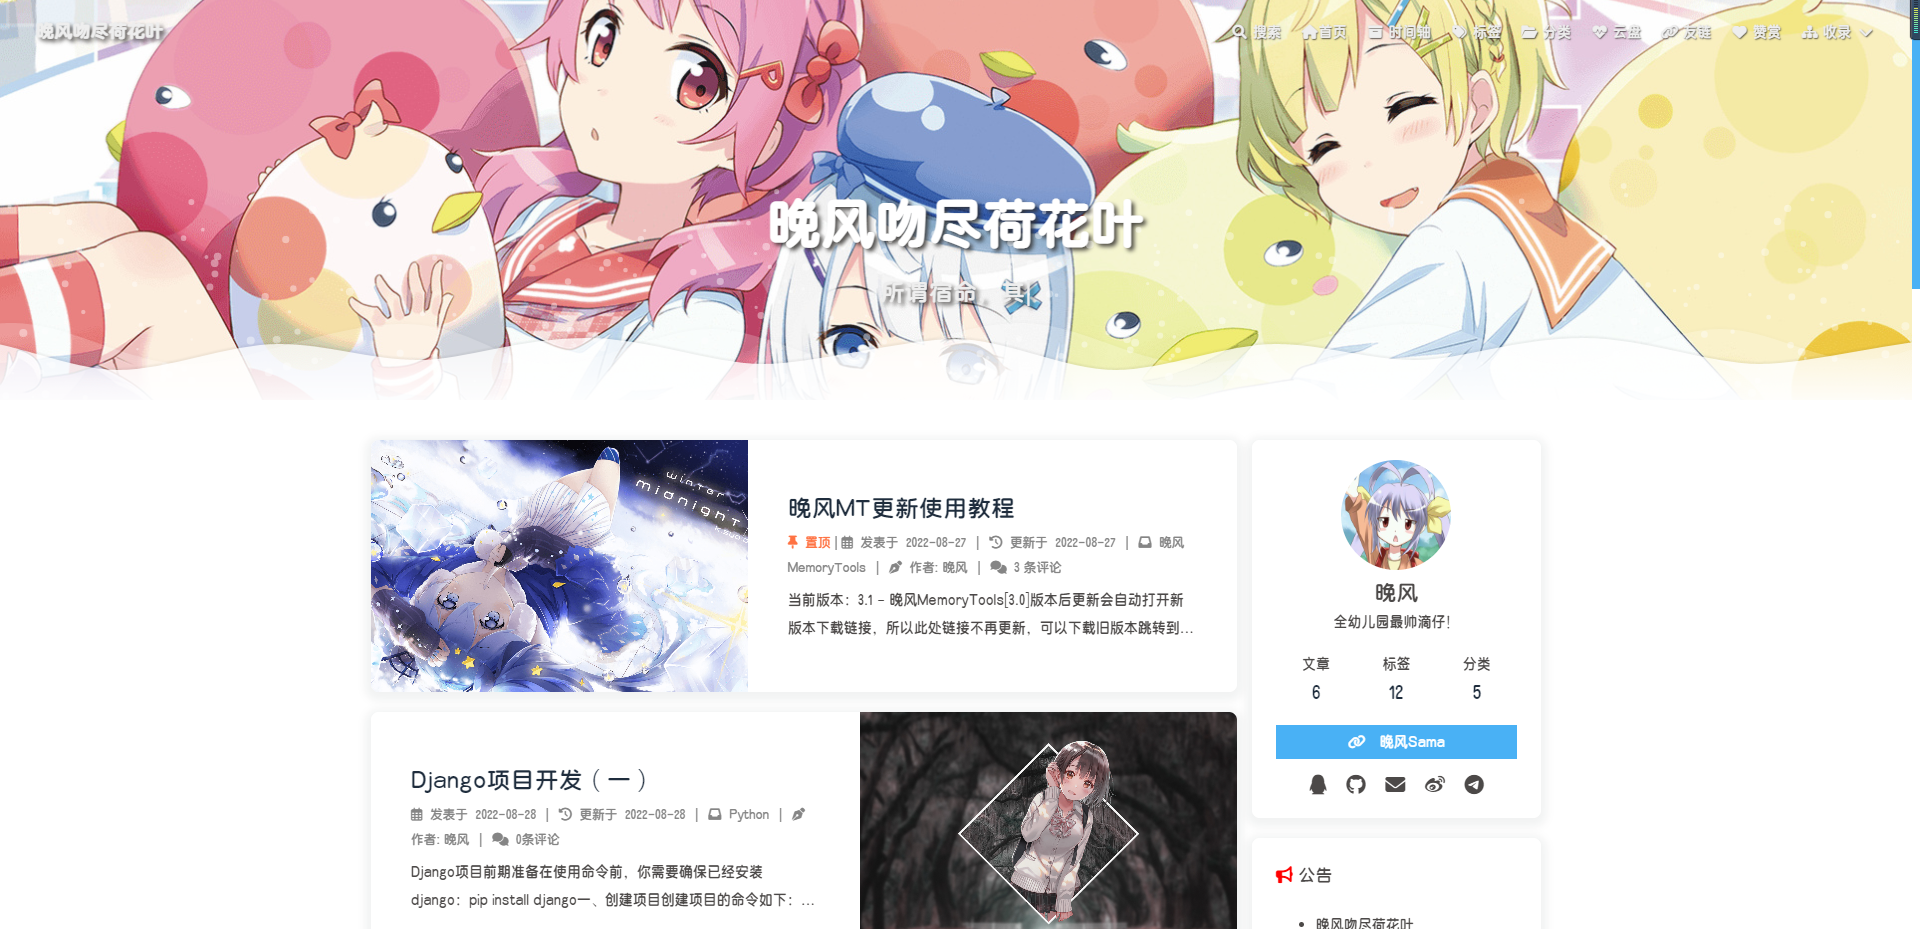 晚风吻尽荷花叶
搜索 首页 时间轴 标签 分类 云盘 友链 赞赏 收录
晚风吻尽荷花叶
所谓宿命，其|
winter
midnight
晚风MT更新使用教程
置顶 | 发表于 2022-08-27 | 更新于 2022-08-27 | 晚风
MemoryTools | 作者: 晚风 | 3 条评论
当前版本：3.1 - 晚风MemoryTools[3.0]版本后更新会自动打开新
版本下载链接，所以此处链接不再更新，可以下载旧版本跳转到...
Django项目开发（一）
发表于 2022-08-28 | 更新于 2022-08-28 | Python |
作者: 晚风 | 0条评论
Django项目前期准备在使用命令前，你需要确保已经安装
django：pip install django一、创建项目创建项目的命令如下：...
晚风
全幼儿园最帅滴仔！
文章 标签 分类
6 12 5
晚风Sama
公告
晚风吻尽荷花叶